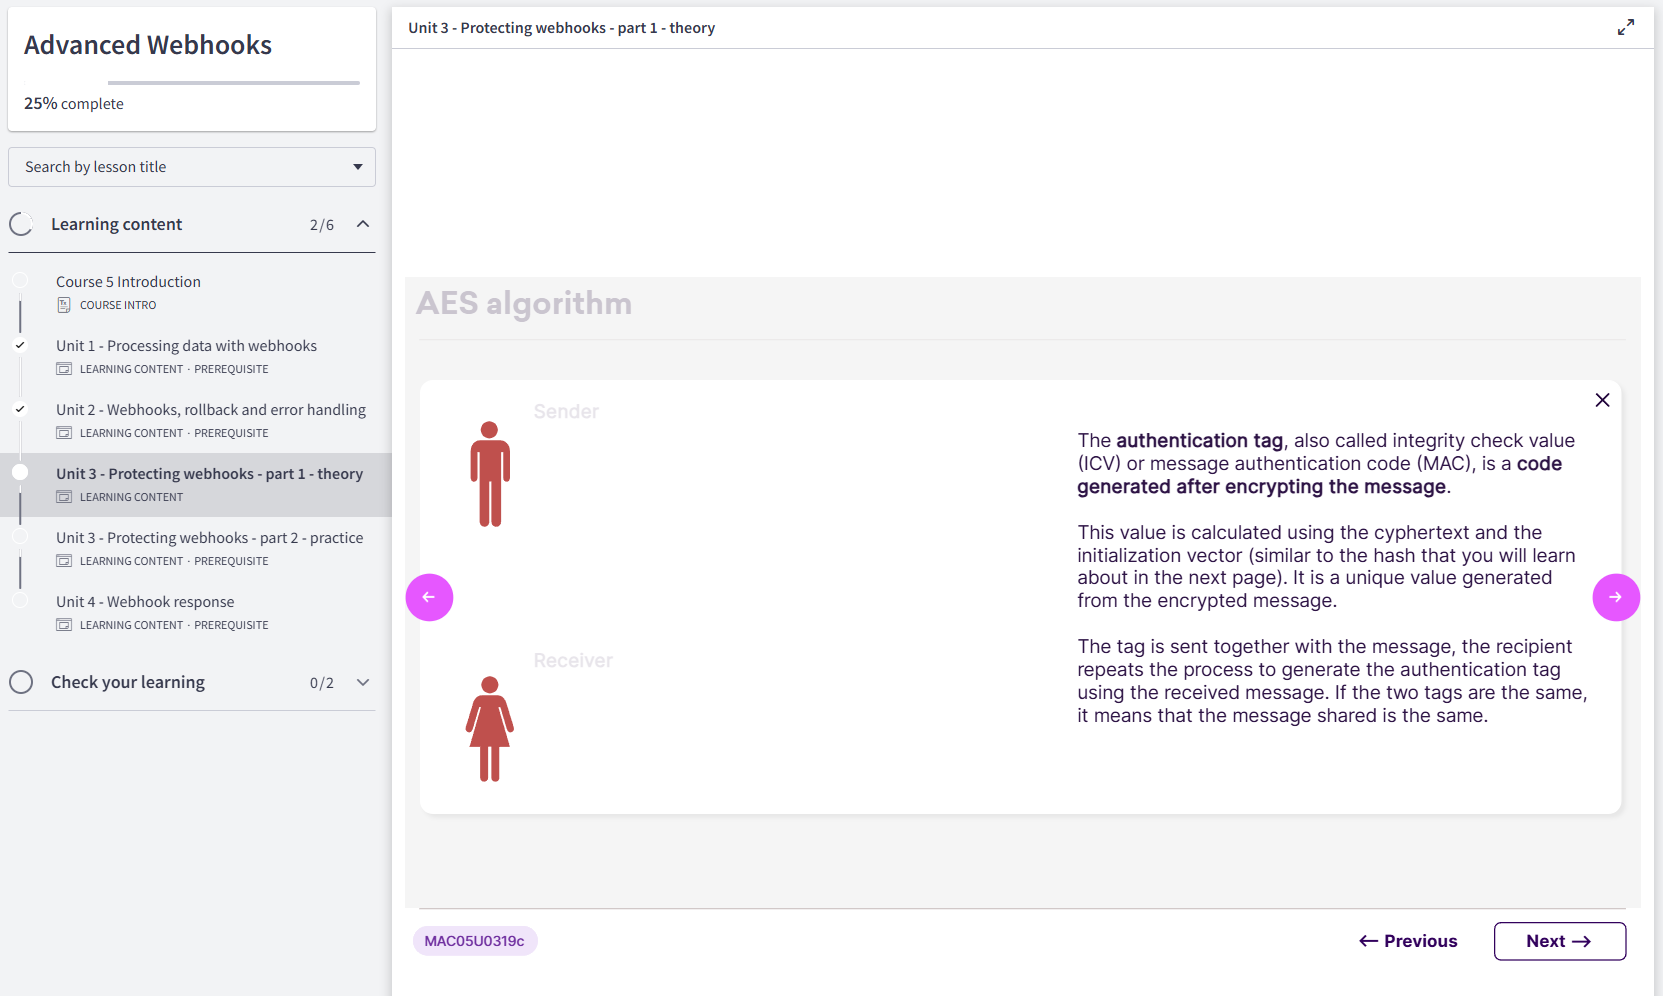 Advanced Webhooks
25% complete
Search by lesson title
Learning content 2/6
Course 5 Introduction
COURSE INTRO
Unit 1 - Processing data with webhooks
LEARNING CONTENT · PREREQUISITE
Unit 2 - Webhooks, rollback and error handling
LEARNING CONTENT · PREREQUISITE
Unit 3 - Protecting webhooks - part 1 - theory
LEARNING CONTENT
Unit 3 - Protecting webhooks - part 2 - practice
LEARNING CONTENT · PREREQUISITE
Unit 4 - Webhook response
LEARNING CONTENT · PREREQUISITE
Check your learning 0/2
Unit 3 - Protecting webhooks - part 1 - theory
AES algorithm
Sender
Receiver
The authentication tag, also called integrity check value
(ICV) or message authentication code (MAC), is a code
generated after encrypting the message.
This value is calculated using the cyphertext and the
initialization vector (similar to the hash that you will learn
about in the next page). It is a unique value generated
from the encrypted message.
The tag is sent together with the message, the recipient
repeats the process to generate the authentication tag
using the received message. If the two tags are the same,
it means that the message shared is the same.
MAC05U0319c
← Previous
Next →